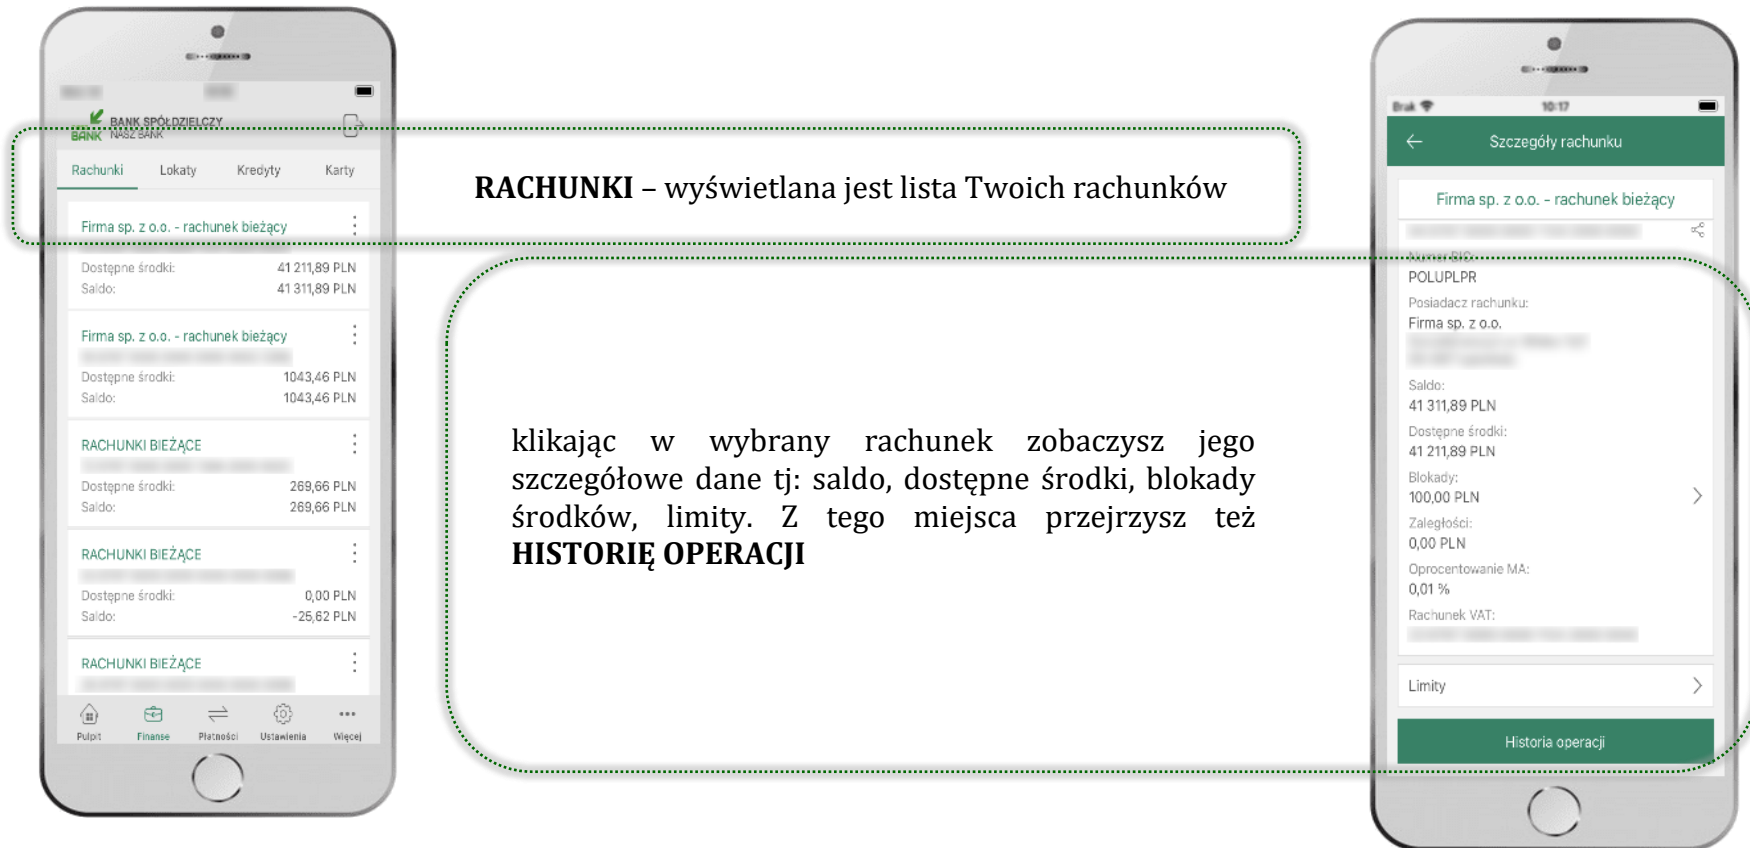 BANK SPÓŁDZIELCZY
BANK NASZ BANK
Rachunki Lokaty Kredyty Karty
Firma sp. z o.o. - rachunek bieżący
Dostępne środki: 41 211,89 PLN
Saldo: 41 311,89 PLN
Firma sp. z o.o. - rachunek bieżący
Dostępne środki: 1043,46 PLN
Saldo: 1043,46 PLN
RACHUNKI BIEŻĄCE
Dostępne środki: 269,66 PLN
Saldo: 269,66 PLN
RACHUNKI BIEŻĄCE
Dostępne środki: 0,00 PLN
Saldo: -25,62 PLN
RACHUNKI BIEŻĄCE
Pulpit Finanse Płatności Ustawienia Więcej
RACHUNKI – wyświetlana jest lista Twoich rachunków
klikając w wybrany rachunek zobaczysz jego
szczegółowe dane tj: saldo, dostępne środki, blokady
środków, limity. Z tego miejsca przejrzysz też
HISTORIĘ OPERACJI
Brak 10:17
Szczegóły rachunku
Firma sp. z o.o. - rachunek bieżący
Numer BIC:
POLUPLPR
Posiadacz rachunku:
Firma sp. z o.o.
Saldo:
41 311,89 PLN
Dostępne środki:
41 211,89 PLN
Blokady:
100,00 PLN
Zaległości:
0,00 PLN
Oprocentowanie MA:
0,01 %
Rachunek VAT:
Limity
Historia operacji